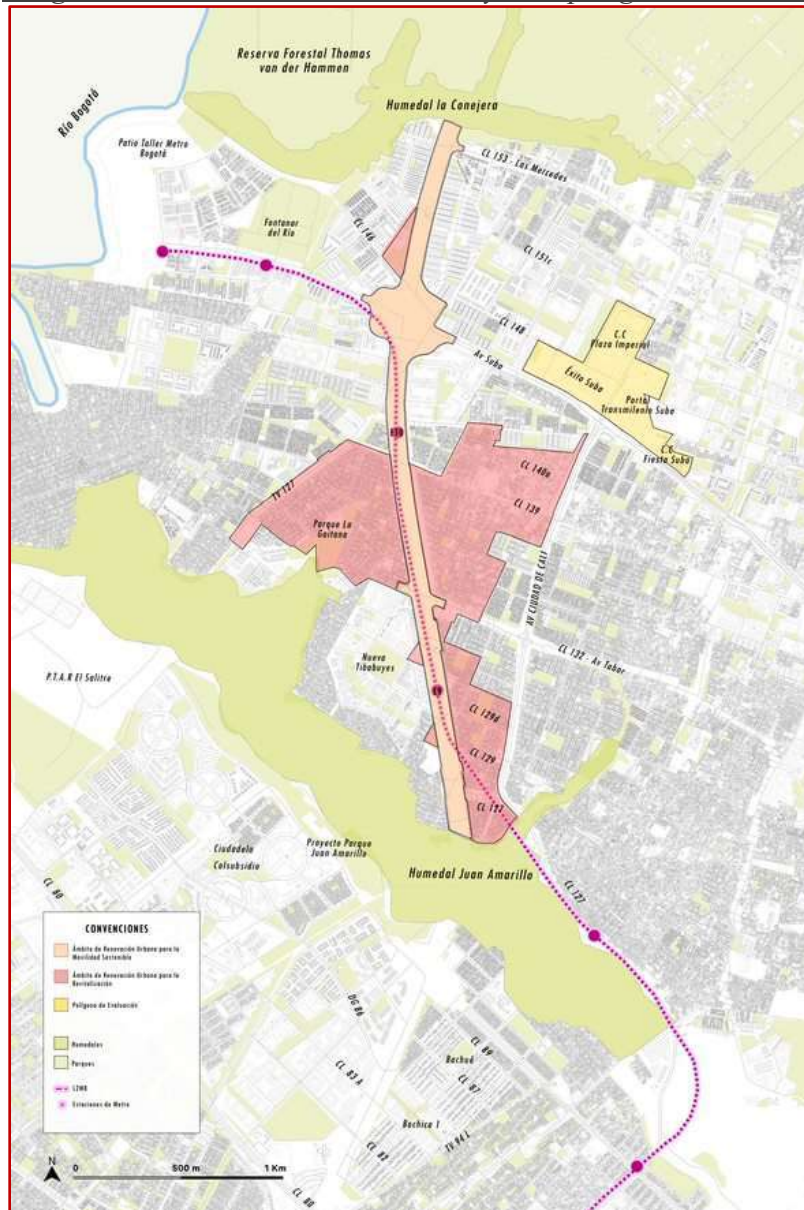 Reserva Forestal Thomas
van der Hammen
Río Bogotá
Humedal la Conejera
Patio Taller Metro
Bogotá
CL 153 - Las Mercedes
Fontanar
del Río
CL 146
CL 151c
CL 148
Av Suba
C.C
Plaza Imperial
Éxito Suba
Portal
Transmilenio Suba
C.C
Fiesta Suba
E10
CL 140a
TV 127
CL 139
Parque La
Gaitana
AV CIUDAD DE CALI
CL 132 - Av Tabor
Nueva
Tibabuyes
P.T.A.R El Salitre
E9
CL 129d
CL 129
CL 127
Proyecto Parque
Juan Amarillo
Ciudadela
Colsubsidio
Humedal Juan Amarillo
CL 127
CL 80
CONVENCIONES
Ámbito de Renovación Urbana para la
Movilidad Sostenible
Ámbito de Renovación Urbana para la
Revitalización
Polígono de Evaluación
Humedales
Parques
L2MB
Estaciones de Metro
DG 86
CL 89
Bachué
CL 87
CL 83 A
Bochica I
TV 94 L
CL 82
CL 80
N
0
500 m
1 Km